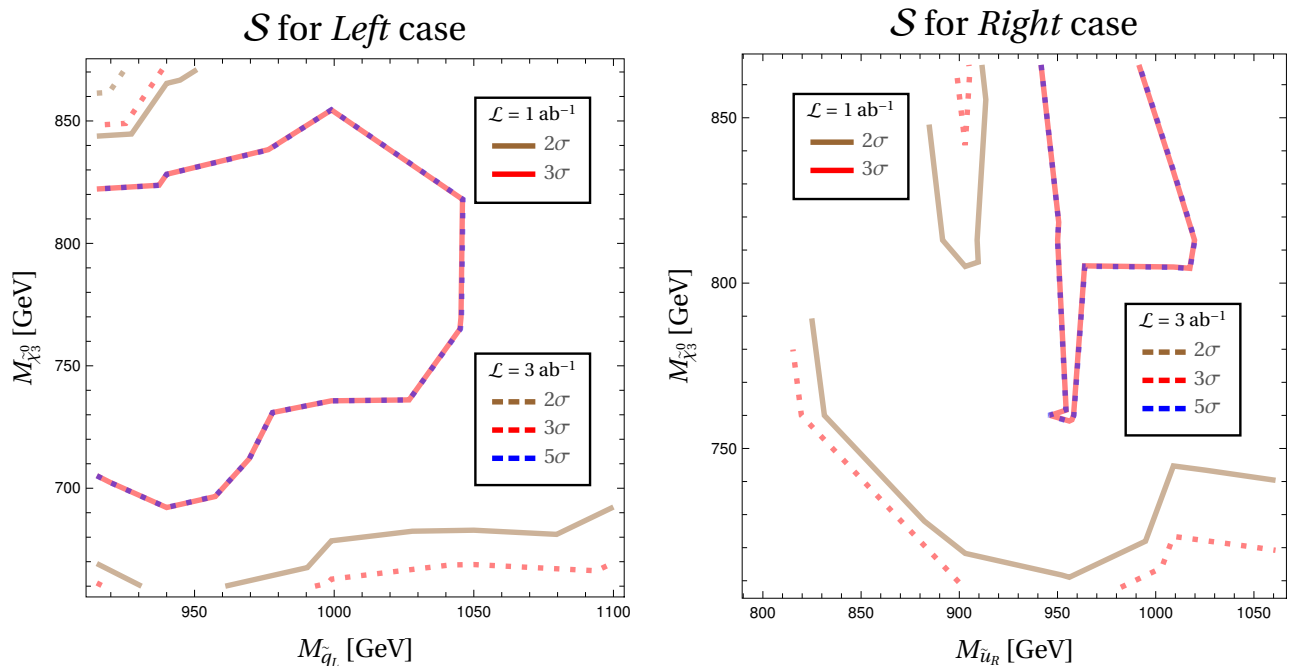 𝒮 for Left case
850
800
750
700
950
1000
1050
1100
M_{χ̃₃⁰} [GeV]
M_{q̃_L} [GeV]
ℒ = 1 ab⁻¹
2σ
3σ
ℒ = 3 ab⁻¹
2σ
3σ
5σ
𝒮 for Right case
850
800
750
800
850
900
950
1000
1050
M_{χ̃₃⁰} [GeV]
M_{ũ_R} [GeV]
ℒ = 1 ab⁻¹
2σ
3σ
ℒ = 3 ab⁻¹
2σ
3σ
5σ